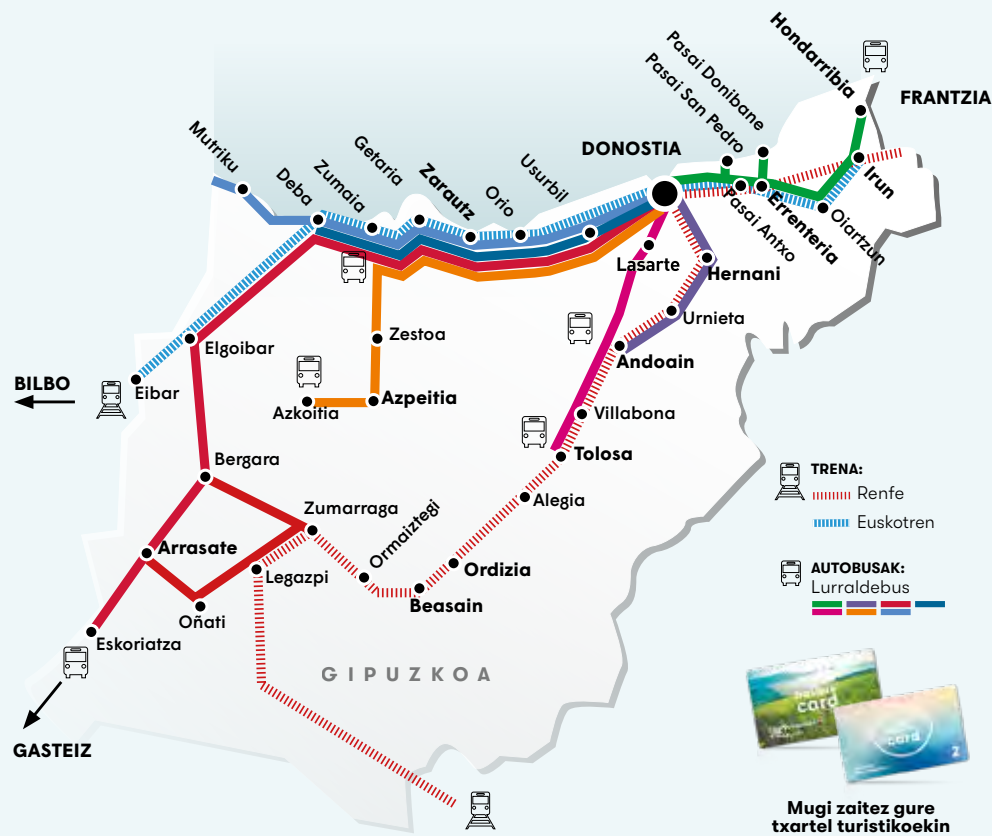 Hondarribia
FRANTZIA
Pasai Donibane
Pasai San Pedro
DONOSTIA
Mutriku
Deba
Zumaia
Getaria
Zarautz
Orio
Usurbil
Pasai Antxo
Errenteria
Oiartzun
Irun
Lasarte
Hernani
Urnieta
Andoain
Elgoibar
Zestoa
BILBO
Eibar
Azkoitia
Azpeitia
Villabona
Tolosa
Bergara
Alegia
Zumarraga
Ormaiztegi
Arrasate
Legazpi
Ordizia
Beasain
Oñati
Eskoriatza
GIPUZKOA
GASTEIZ
TRENA:
Renfe
Euskotren
AUTOBUSAK:
Lurraldebus
card
card
2
Mugi zaitez gure
txartel turistikoekin